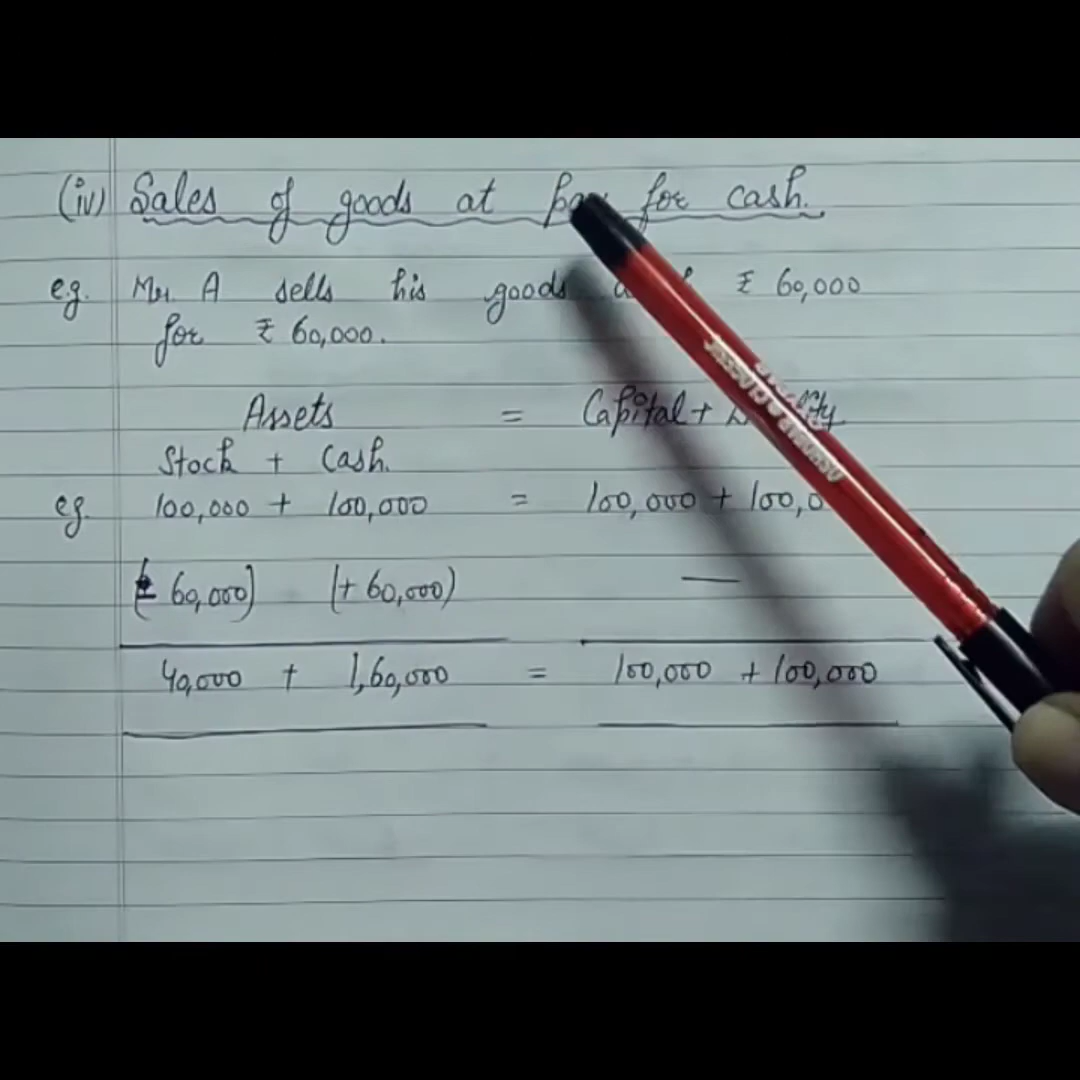 (iv) Sales of goods at par for cash.
e.g. Mr. A sells his goods ₹ 60,000
for ₹ 60,000.
Assets = Capital +
Stock + Cash.
eg. 100,000 + 100,000 = 100,000 + 100,0
(- 60,000) (+ 60,000) —
40,000 + 1,60,000 = 100,000 + 100,000